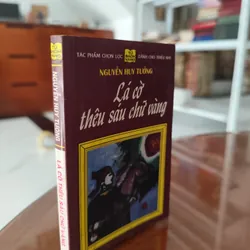 TÁC PHẨM CHỌN LỌC
DÀNH CHO THIẾU NHI
NGUYỄN HUY TƯỞNG
Lá cờ
thêu sáu chữ vàng
NGUYỄN HUY TƯỞNG
LÁ CỜ THÊU SÁU CHỮ VÀNG